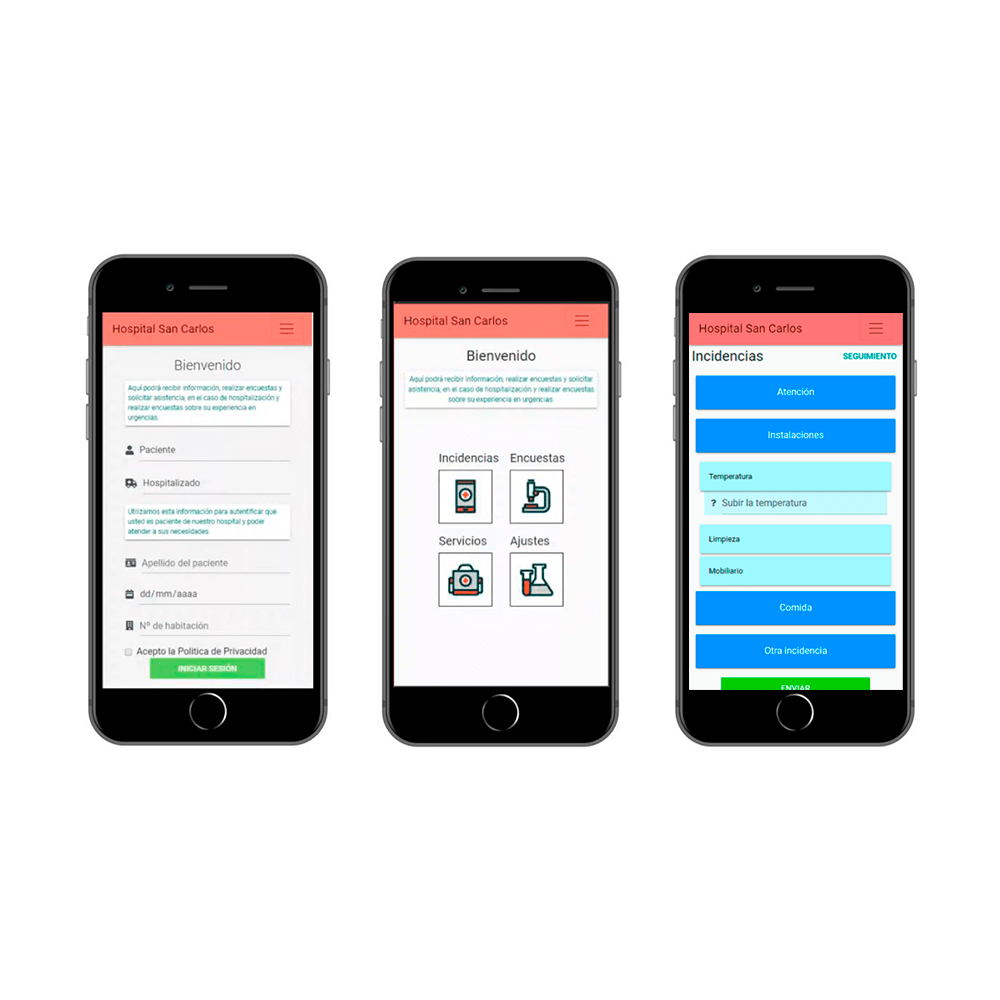 Hospital San Carlos
Bienvenido
Aquí podrá recibir información, realizar encuestas y
solicitar asistencia, en el caso de hospitalización y
realizar encuestas sobre su experiencia en
urgencias.
Paciente
Hospitalizado
Utilizamos esta información para autentificar que
usted es paciente de nuestro hospital y poder
atender a sus necesidades.
Apellido del paciente
dd/mm/aaaa
Nº de habitación
Acepto la Politica de Privacidad
INICIAR SESIÓN
Hospital San Carlos
Bienvenido
Aquí podrá recibir información, realizar encuestas y solicitar
asistencia, en el caso de hospitalización y realizar encuestas
sobre su experiencia en urgencias.
Incidencias Encuestas
Servicios Ajustes
Hospital San Carlos
Incidencias SEGUIMIENTO
Atención
Instalaciones
Temperatura
? Subir la temperatura
Limpieza
Mobiliario
Comida
Otra incidencia
ENVIAR